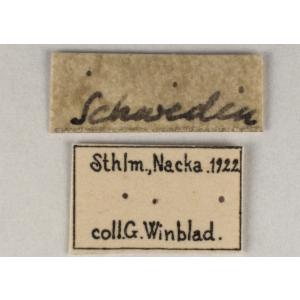 Schweden
Sthlm., Nacka. 1922
coll. G. Winblad.